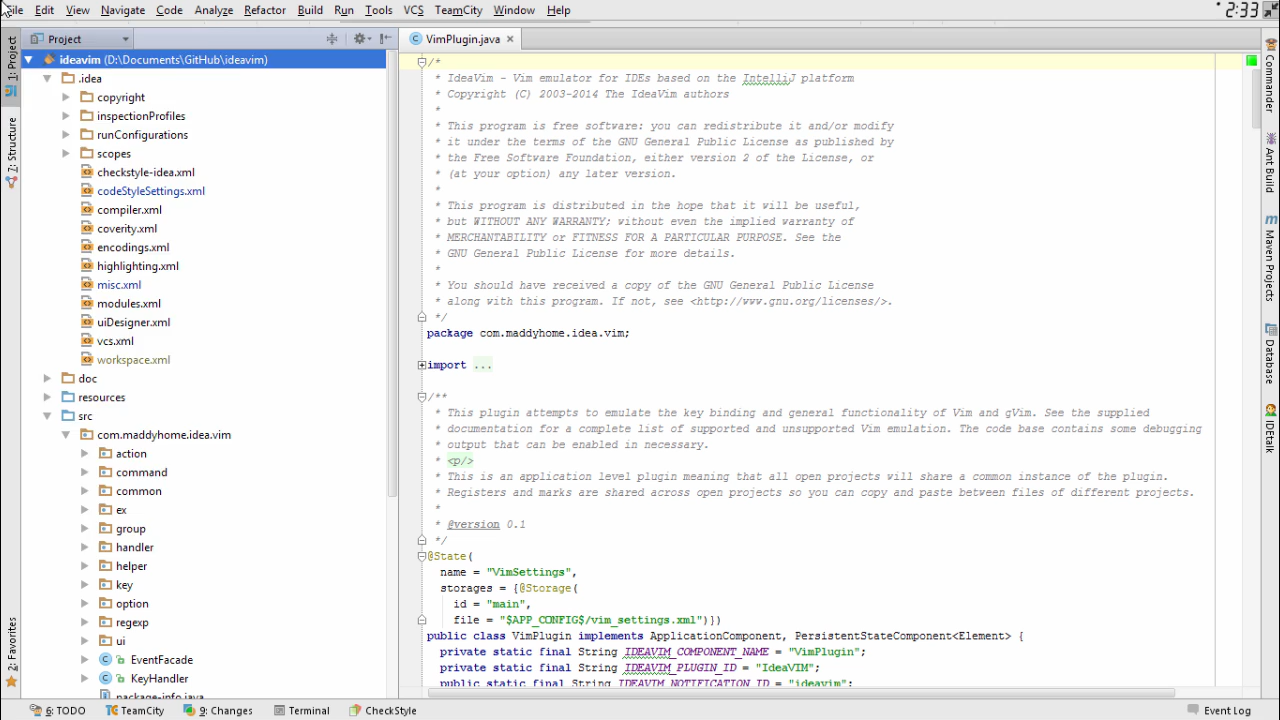 File Edit View Navigate Code Analyze Refactor Build Run Tools VCS TeamCity Window Help
2:33
1: Project
7: Structure
2: Favorites
Project
ideavim (D:\Documents\GitHub\ideavim)
.idea
copyright
inspectionProfiles
runConfigurations
scopes
checkstyle-idea.xml
codeStyleSettings.xml
compiler.xml
coverity.xml
encodings.xml
highlighting.xml
misc.xml
modules.xml
uiDesigner.xml
vcs.xml
workspace.xml
doc
resources
src
com.maddyhome.idea.vim
action
command
common
ex
group
handler
helper
key
option
regexp
ui
EventFacade
KeyHandler
package-info.java
VimPlugin.java
/*
* IdeaVim - Vim emulator for IDEs based on the IntelliJ platform
* Copyright (C) 2003-2014 The IdeaVim authors
*
* This program is free software: you can redistribute it and/or modify
* it under the terms of the GNU General Public License as published by
* the Free Software Foundation, either version 2 of the License, or
* (at your option) any later version.
*
* This program is distributed in the hope that it will be useful,
* but WITHOUT ANY WARRANTY; without even the implied warranty of
* MERCHANTABILITY or FITNESS FOR A PARTICULAR PURPOSE. See the
* GNU General Public License for more details.
*
* You should have received a copy of the GNU General Public License
* along with this program. If not, see <http://www.gnu.org/licenses/>.
*/
package com.maddyhome.idea.vim;
import ...
/**
* This plugin attempts to emulate the key binding and general functionality of Vim and gVim. See the supplied
* documentation for a complete list of supported and unsupported Vim emulation. The code base contains some debugging
* output that can be enabled in necessary.
* <p/>
* This is an application level plugin meaning that all open projects will share a common instance of the plugin.
* Registers and marks are shared across open projects so you can copy and paste between files of different projects.
*
* @version 0.1
*/
@State(
name = "VimSettings",
storages = {@Storage(
id = "main",
file = "$APP_CONFIG$/vim_settings.xml")})
public class VimPlugin implements ApplicationComponent, PersistentStateComponent<Element> {
private static final String IDEAVIM_COMPONENT_NAME = "VimPlugin";
private static final String IDEAVIM_PLUGIN_ID = "IdeaVIM";
public static final String IDEAVIM_NOTIFICATION_ID = "ideavim";
Commander
Ant Build
Maven Projects
Database
IDEtalk
6: TODO TeamCity 9: Changes Terminal CheckStyle Event Log